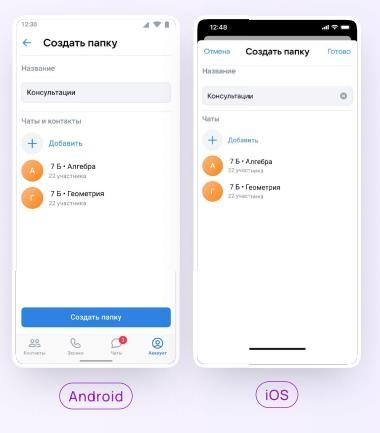 12:30
Создать папку
Название
Консультации
Чаты и контакты
Добавить
А
7 Б • Алгебра
22 участника
Г
7 Б • Геометрия
22 участника
Создать папку
3
Контакты
Звонки
Чаты
Аккаунт
Android
12:48
Отмена
Создать папку
Готово
Название
Консультации
Чаты
Добавить
А
7 Б • Алгебра
22 участника
Г
7 Б • Геометрия
22 участника
iOS